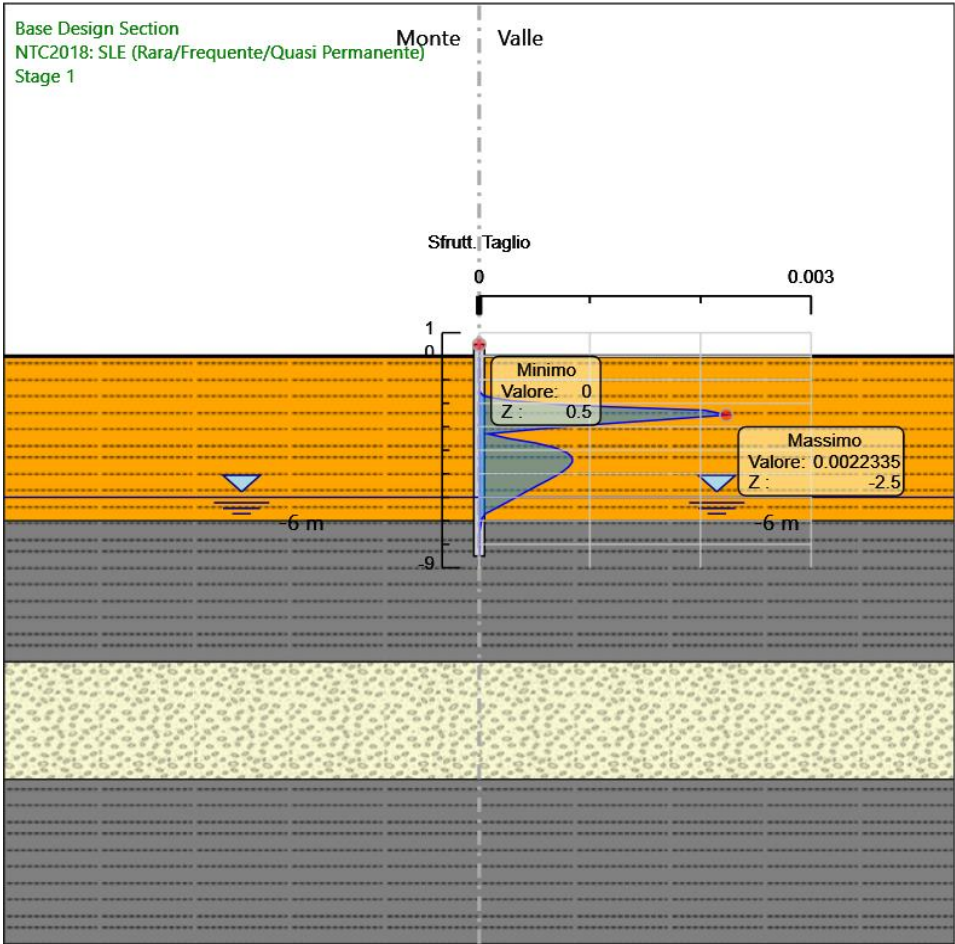 Base Design Section
NTC2018: SLE (Rara/Frequente/Quasi Permanente)
Stage 1
Monte
Valle
Sfrutt. Taglio
0
0.003
1
0
Minimo
Valore: 0
Z : 0.5
Massimo
Valore: 0.0022335
Z : -2.5
-6 m
-6 m
-9